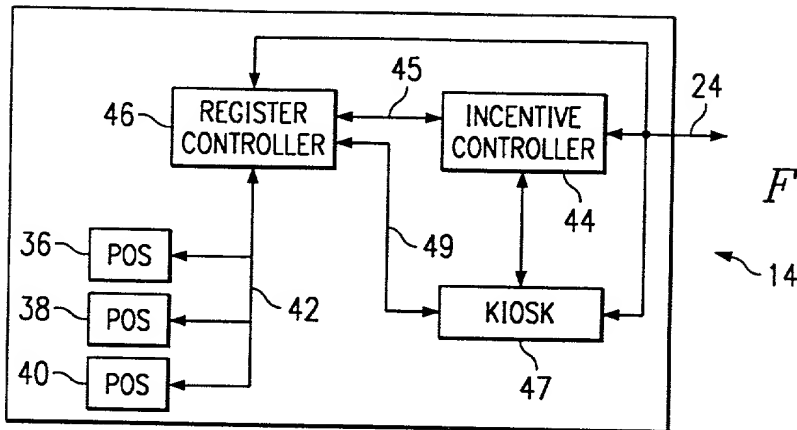 45
24
46
REGISTER
CONTROLLER
INCENTIVE
CONTROLLER
F
44
36
POS
49
14
38
POS
42
KIOSK
40
POS
47